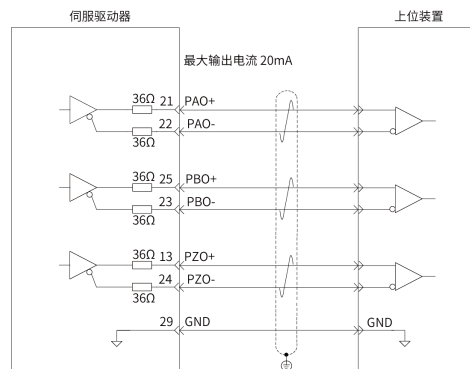 伺服驱动器 上位装置
最大输出电流 20mA
36Ω 21 PAO+
22 PAO-
36Ω
36Ω 25 PBO+
23 PBO-
36Ω
36Ω 13 PZO+
24 PZO-
36Ω
29 GND GND